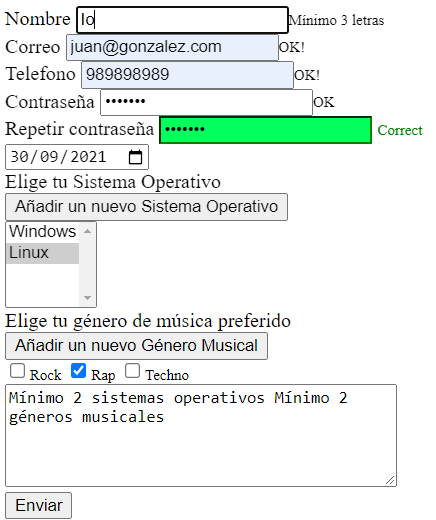 Nombre lo Mínimo 3 letras
Correo juan@gonzalez.com OK!
Telefono 989898989 OK!
Contraseña ••••••• OK
Repetir contraseña ••••••• Correct
30/09/2021
Elige tu Sistema Operativo
Añadir un nuevo Sistema Operativo
Windows
Linux
Elige tu género de música preferido
Añadir un nuevo Género Musical
Rock Rap Techno
Mínimo 2 sistemas operativos Mínimo 2
géneros musicales
Enviar